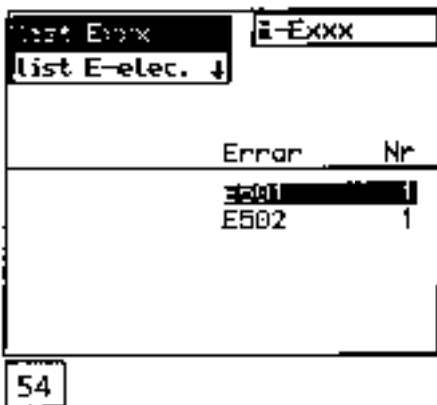 list E-elec. ↓
-Exxx
Error Nr
1
E502 1
54